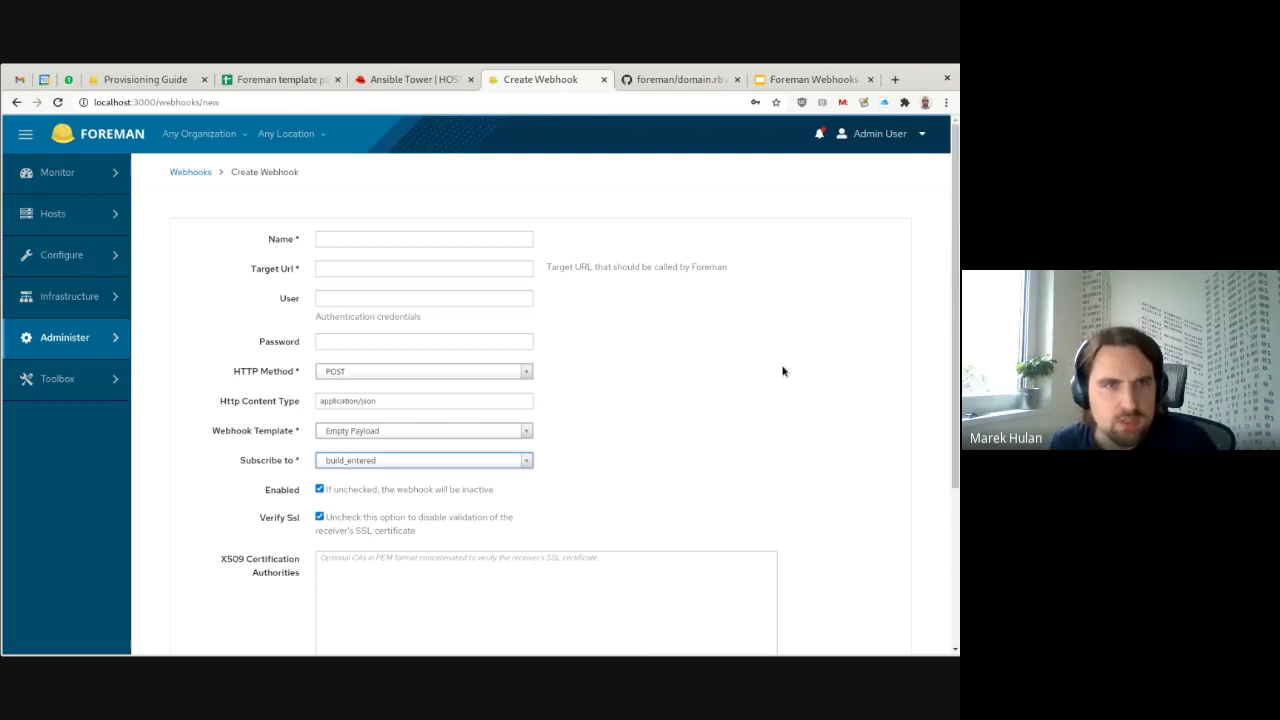 Provisioning Guide
Foreman template pa
Ansible Tower | HOS
Create Webhook
foreman/domain.rb
Foreman Webhooks
localhost:3000/webhooks/new
FOREMAN
Any Organization
Any Location
Admin User
Monitor
Hosts
Configure
Infrastructure
Administer
Toolbox
Webhooks > Create Webhook
Name *
Target Url *
Target URL that should be called by Foreman
User
Authentication credentials
Password
HTTP Method * POST
Http Content Type application/json
Webhook Template * Empty Payload
Subscribe to * build_entered
Enabled If unchecked, the webhook will be inactive
Verify Ssl Uncheck this option to disable validation of the
receiver's SSL certificate
X509 Certification
Authorities
Optional CAs in PEM format concatenated to verify the receiver's SSL certificate.
Marek Hulan